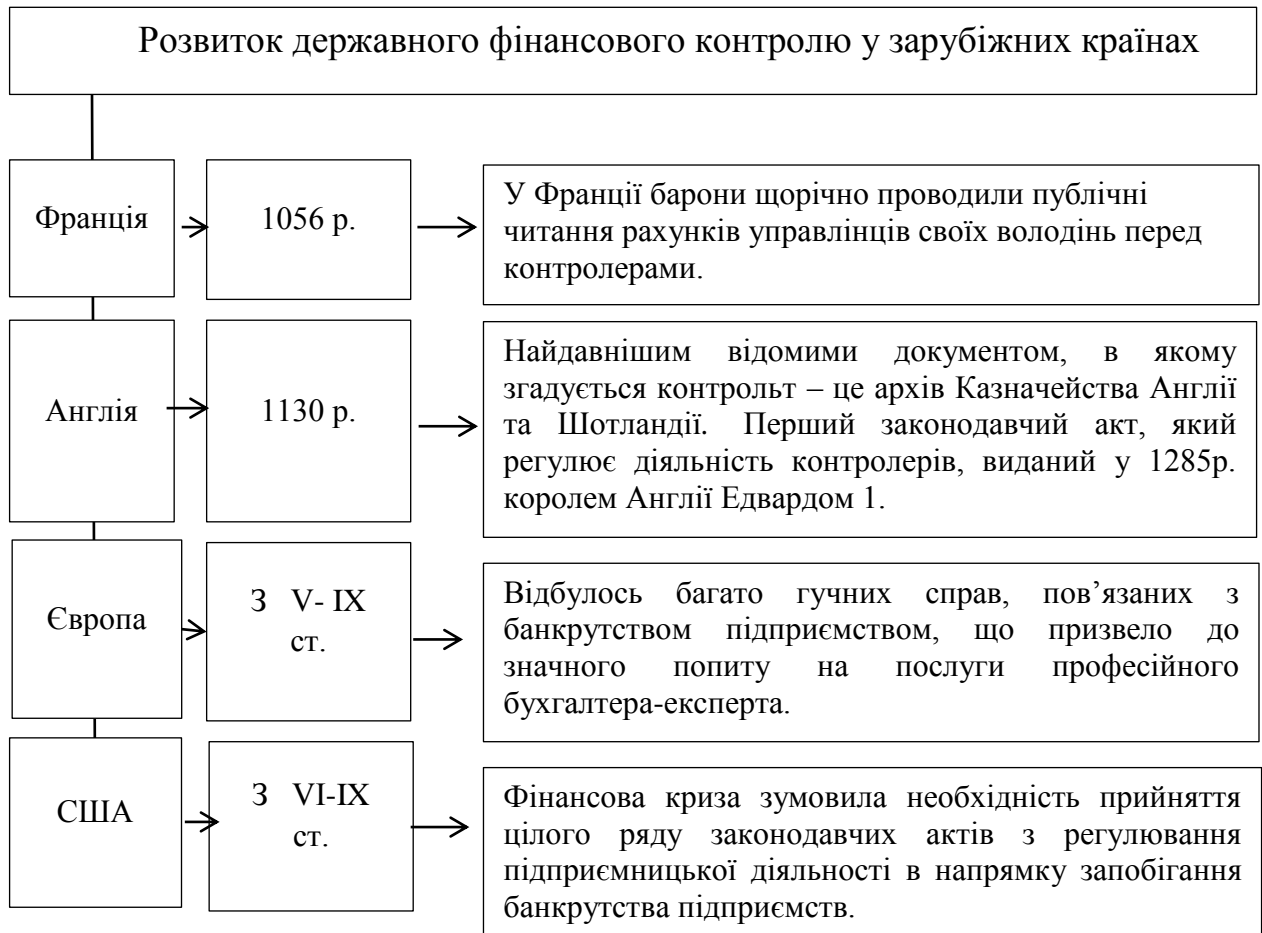 Розвиток державного фінансового контролю у зарубіжних країнах
Франція
1056 р.
У Франції барони щорічно проводили публічні
читання рахунків управлінців своїх володінь перед
контролерами.
Англія
1130 р.
Найдавнішим відомими документом, в якому
згадується контрольт – це архів Казначейства Англії
та Шотландії. Перший законодавчий акт, який
регулює діяльність контролерів, виданий у 1285р.
королем Англії Едвардом 1.
Європа
З V- IX
ст.
Відбулось багато гучних справ, пов’язаних з
банкрутством підприємством, що призвело до
значного попиту на послуги професійного
бухгалтера-експерта.
США
З VI-IX
ст.
Фінансова криза зумовила необхідність прийняття
цілого ряду законодавчих актів з регулювання
підприємницької діяльності в напрямку запобігання
банкрутства підприємств.